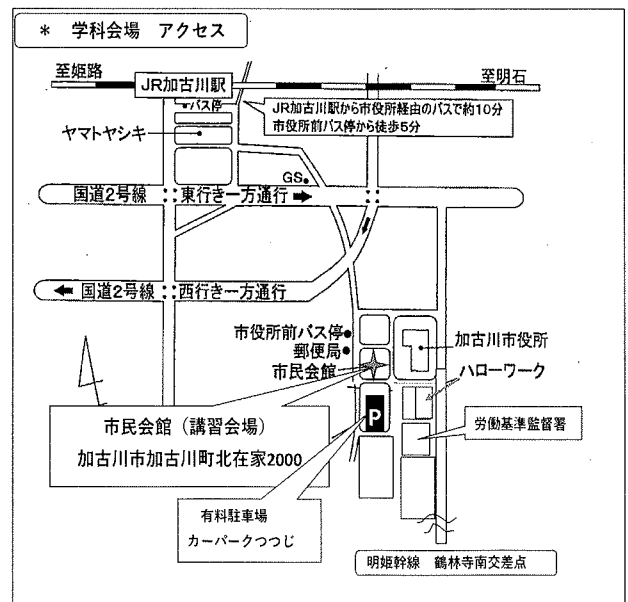 * 学科会場 アクセス
至姫路
JR加古川駅
至明石
バス停
JR加古川駅から市役所経由のバスで約10分
市役所前バス停から徒歩5分
ヤマトヤシキ
GS
国道2号線
東行き一方通行
国道2号線
西行き一方通行
市役所前バス停
郵便局
市民会館
加古川市役所
ハローワーク
市民会館(講習会場)
加古川市加古川町北在家2000
P
労働基準監督署
有料駐車場
カーパークつつじ
明姫幹線 鶴林寺南交差点